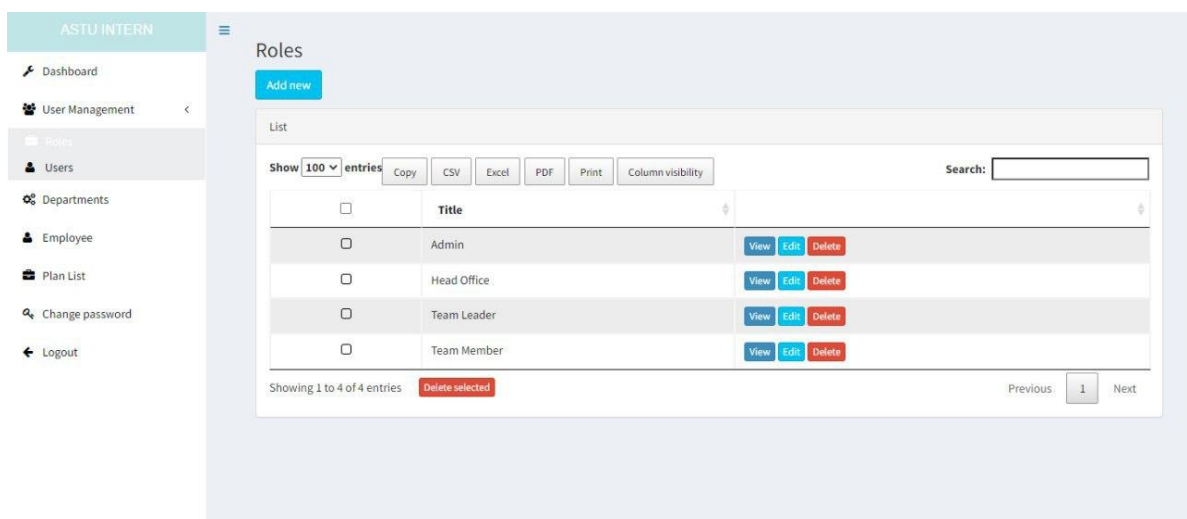 ASTU INTERN
Dashboard
User Management
Roles
Users
Departments
Employee
Plan List
Change password
Logout
Roles
Add new
List
Show 100 entries Copy CSV Excel PDF Print Column visibility Search:
Title
Admin View Edit Delete
Head Office View Edit Delete
Team Leader View Edit Delete
Team Member View Edit Delete
Showing 1 to 4 of 4 entries Delete selected Previous 1 Next